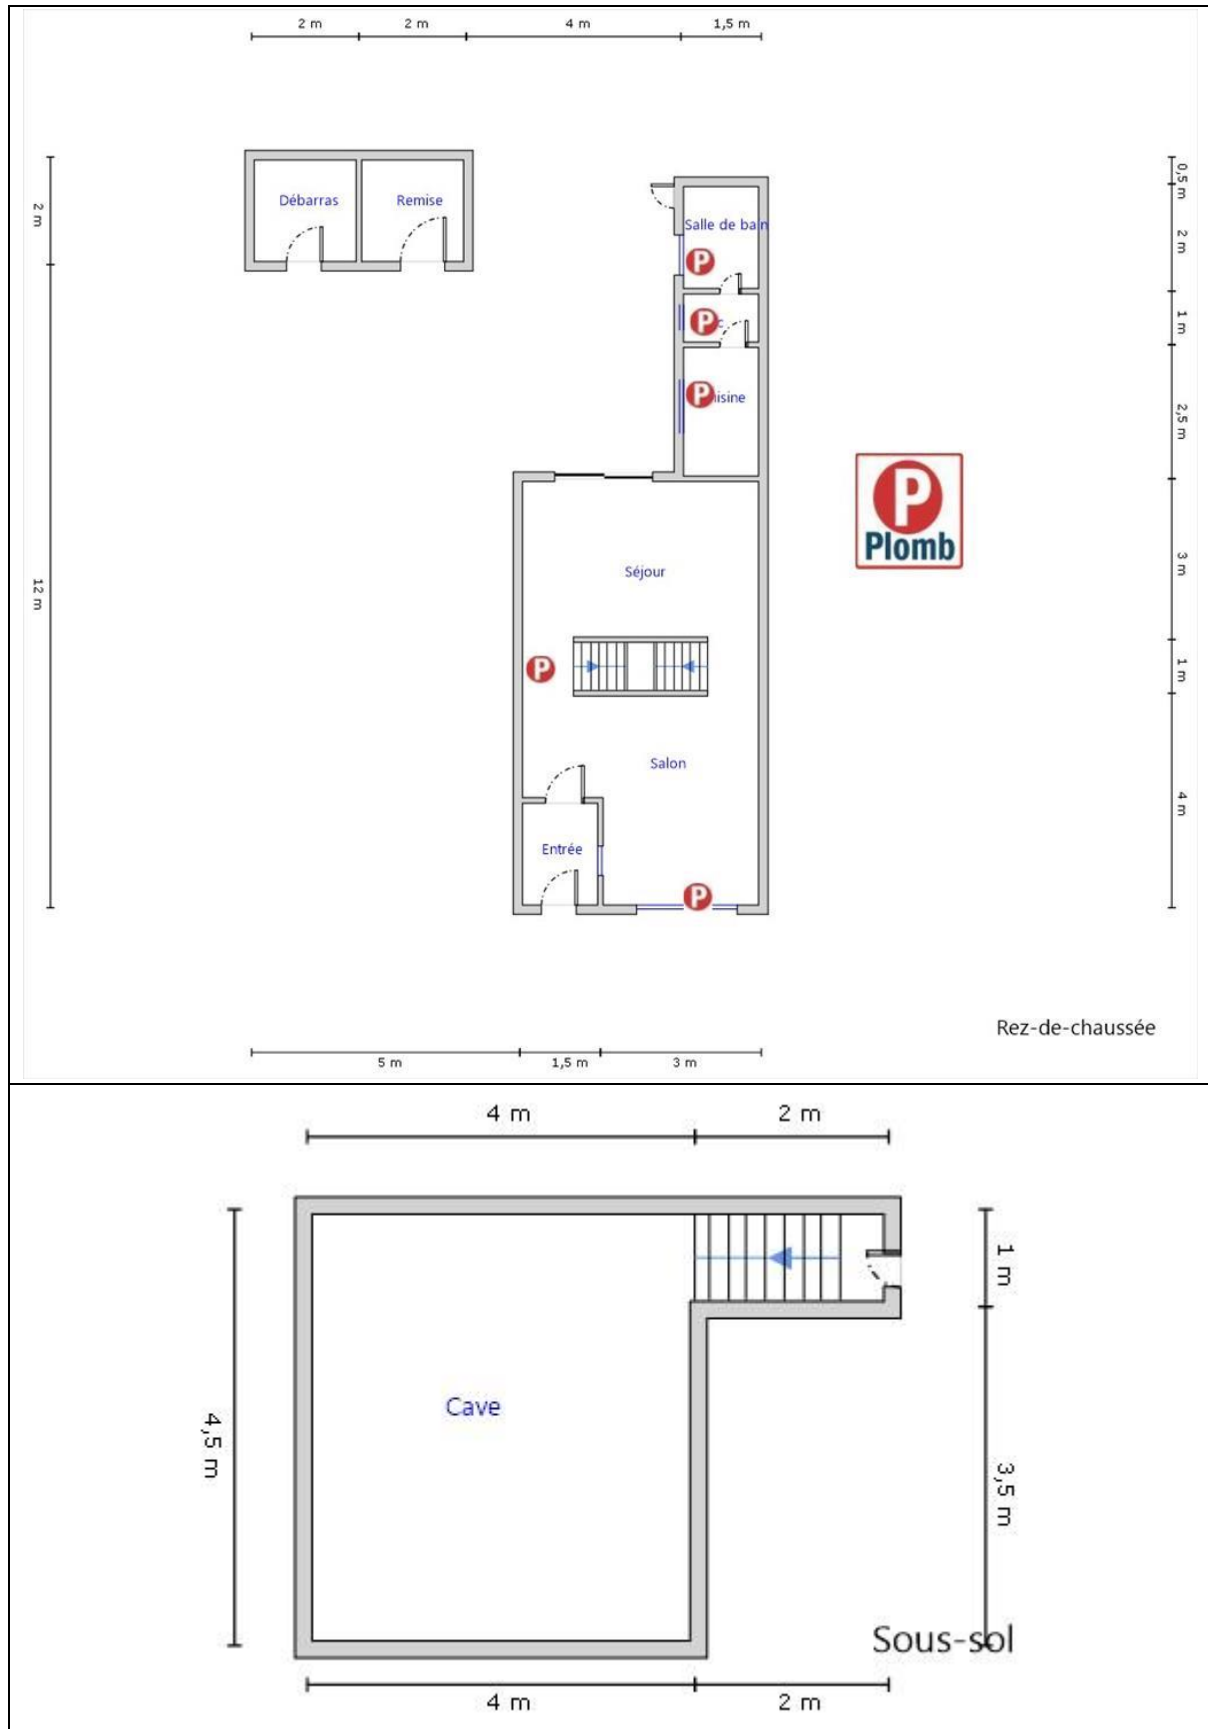 2 m 2 m 4 m 1,5 m
Débarras Remise
Salle de bain
P
P
P isine
0,5 m
2 m
1 m
2,5 m
3 m
1 m
4 m
2 m
12 m
P
Plomb
Séjour
P
Salon
Entrée
P
Rez-de-chaussée
5 m 1,5 m 3 m
4 m 2 m
1 m
Cave
4,5 m
3,5 m
Sous-sol
4 m 2 m